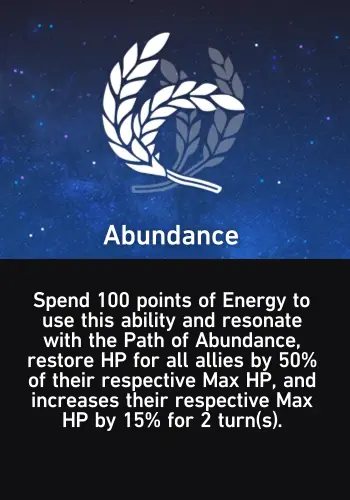 Abundance
Spend 100 points of Energy to
use this ability and resonate
with the Path of Abundance,
restore HP for all allies by 50%
of their respective Max HP, and
increases their respective Max
HP by 15% for 2 turn(s).